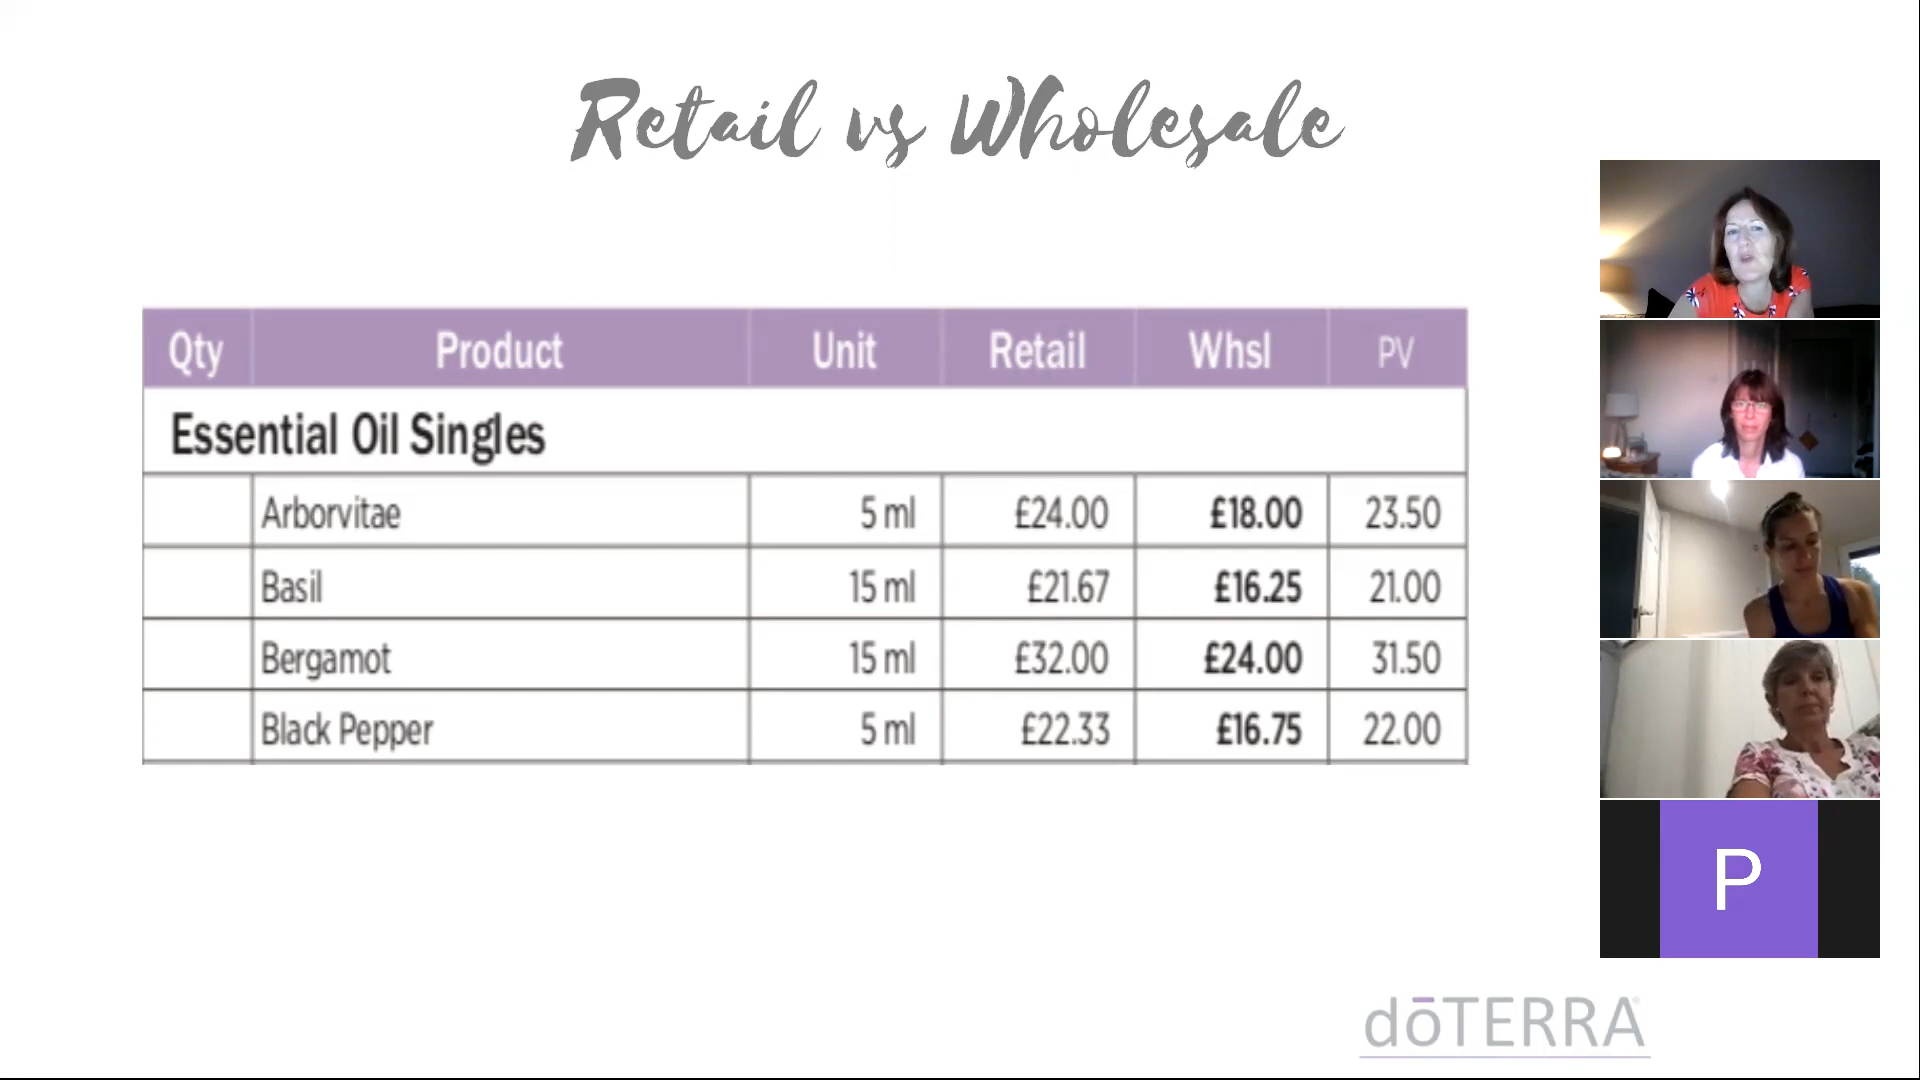 Retail vs Wholesale
Qty Product Unit Retail Whsl PV
Essential Oil Singles
Arborvitae 5 ml £24.00 £18.00 23.50
Basil 15 ml £21.67 £16.25 21.00
Bergamot 15 ml £32.00 £24.00 31.50
Black Pepper 5 ml £22.33 £16.75 22.00
P
dōTERRA